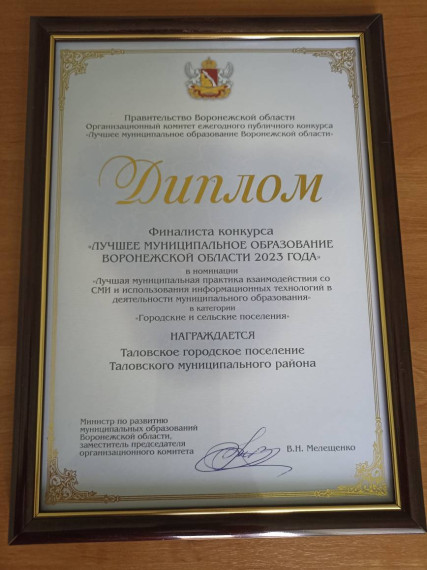 Правительство Воронежской области
Организационный комитет ежегодного публичного конкурса
«Лучшее муниципальное образование Воронежской области»
Диплом
Финалиста конкурса
«ЛУЧШЕЕ МУНИЦИПАЛЬНОЕ ОБРАЗОВАНИЕ
ВОРОНЕЖСКОЙ ОБЛАСТИ 2023 ГОДА»
в номинации
«Лучшая муниципальная практика взаимодействия со
СМИ и использования информационных технологий в
деятельности муниципального образования»
в категории
«Городские и сельские поселения»
НАГРАЖДАЕТСЯ
Таловское городское поселение
Таловского муниципального района
Министр по развитию
муниципальных образований
Воронежской области,
заместитель председателя
организационного комитета
В.Н. Мелещенко